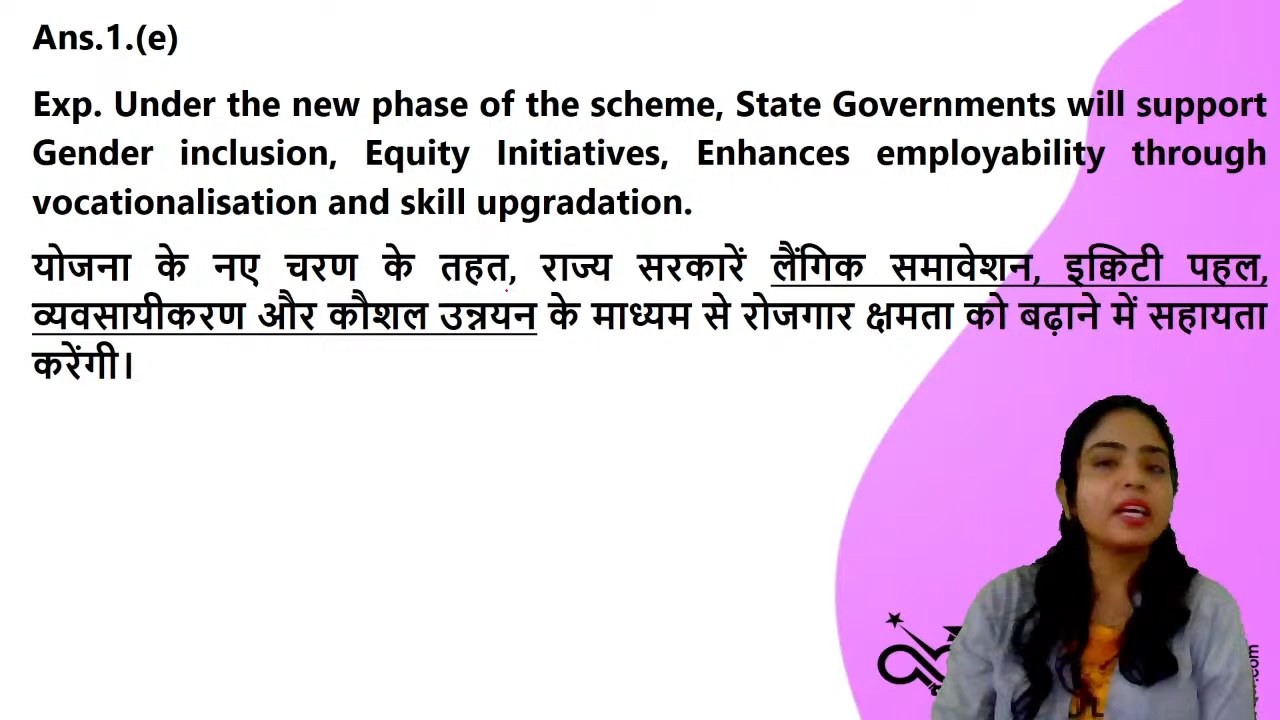 Ans.1.(e)
Exp. Under the new phase of the scheme, State Governments will support
Gender inclusion, Equity Initiatives, Enhances employability through
vocationalisation and skill upgradation.
योजना के नए चरण के तहत, राज्य सरकारें लैंगिक समावेशन, इक्विटी पहल,
व्यवसायीकरण और कौशल उन्नयन के माध्यम से रोजगार क्षमता को बढ़ाने में सहायता
करेंगी।